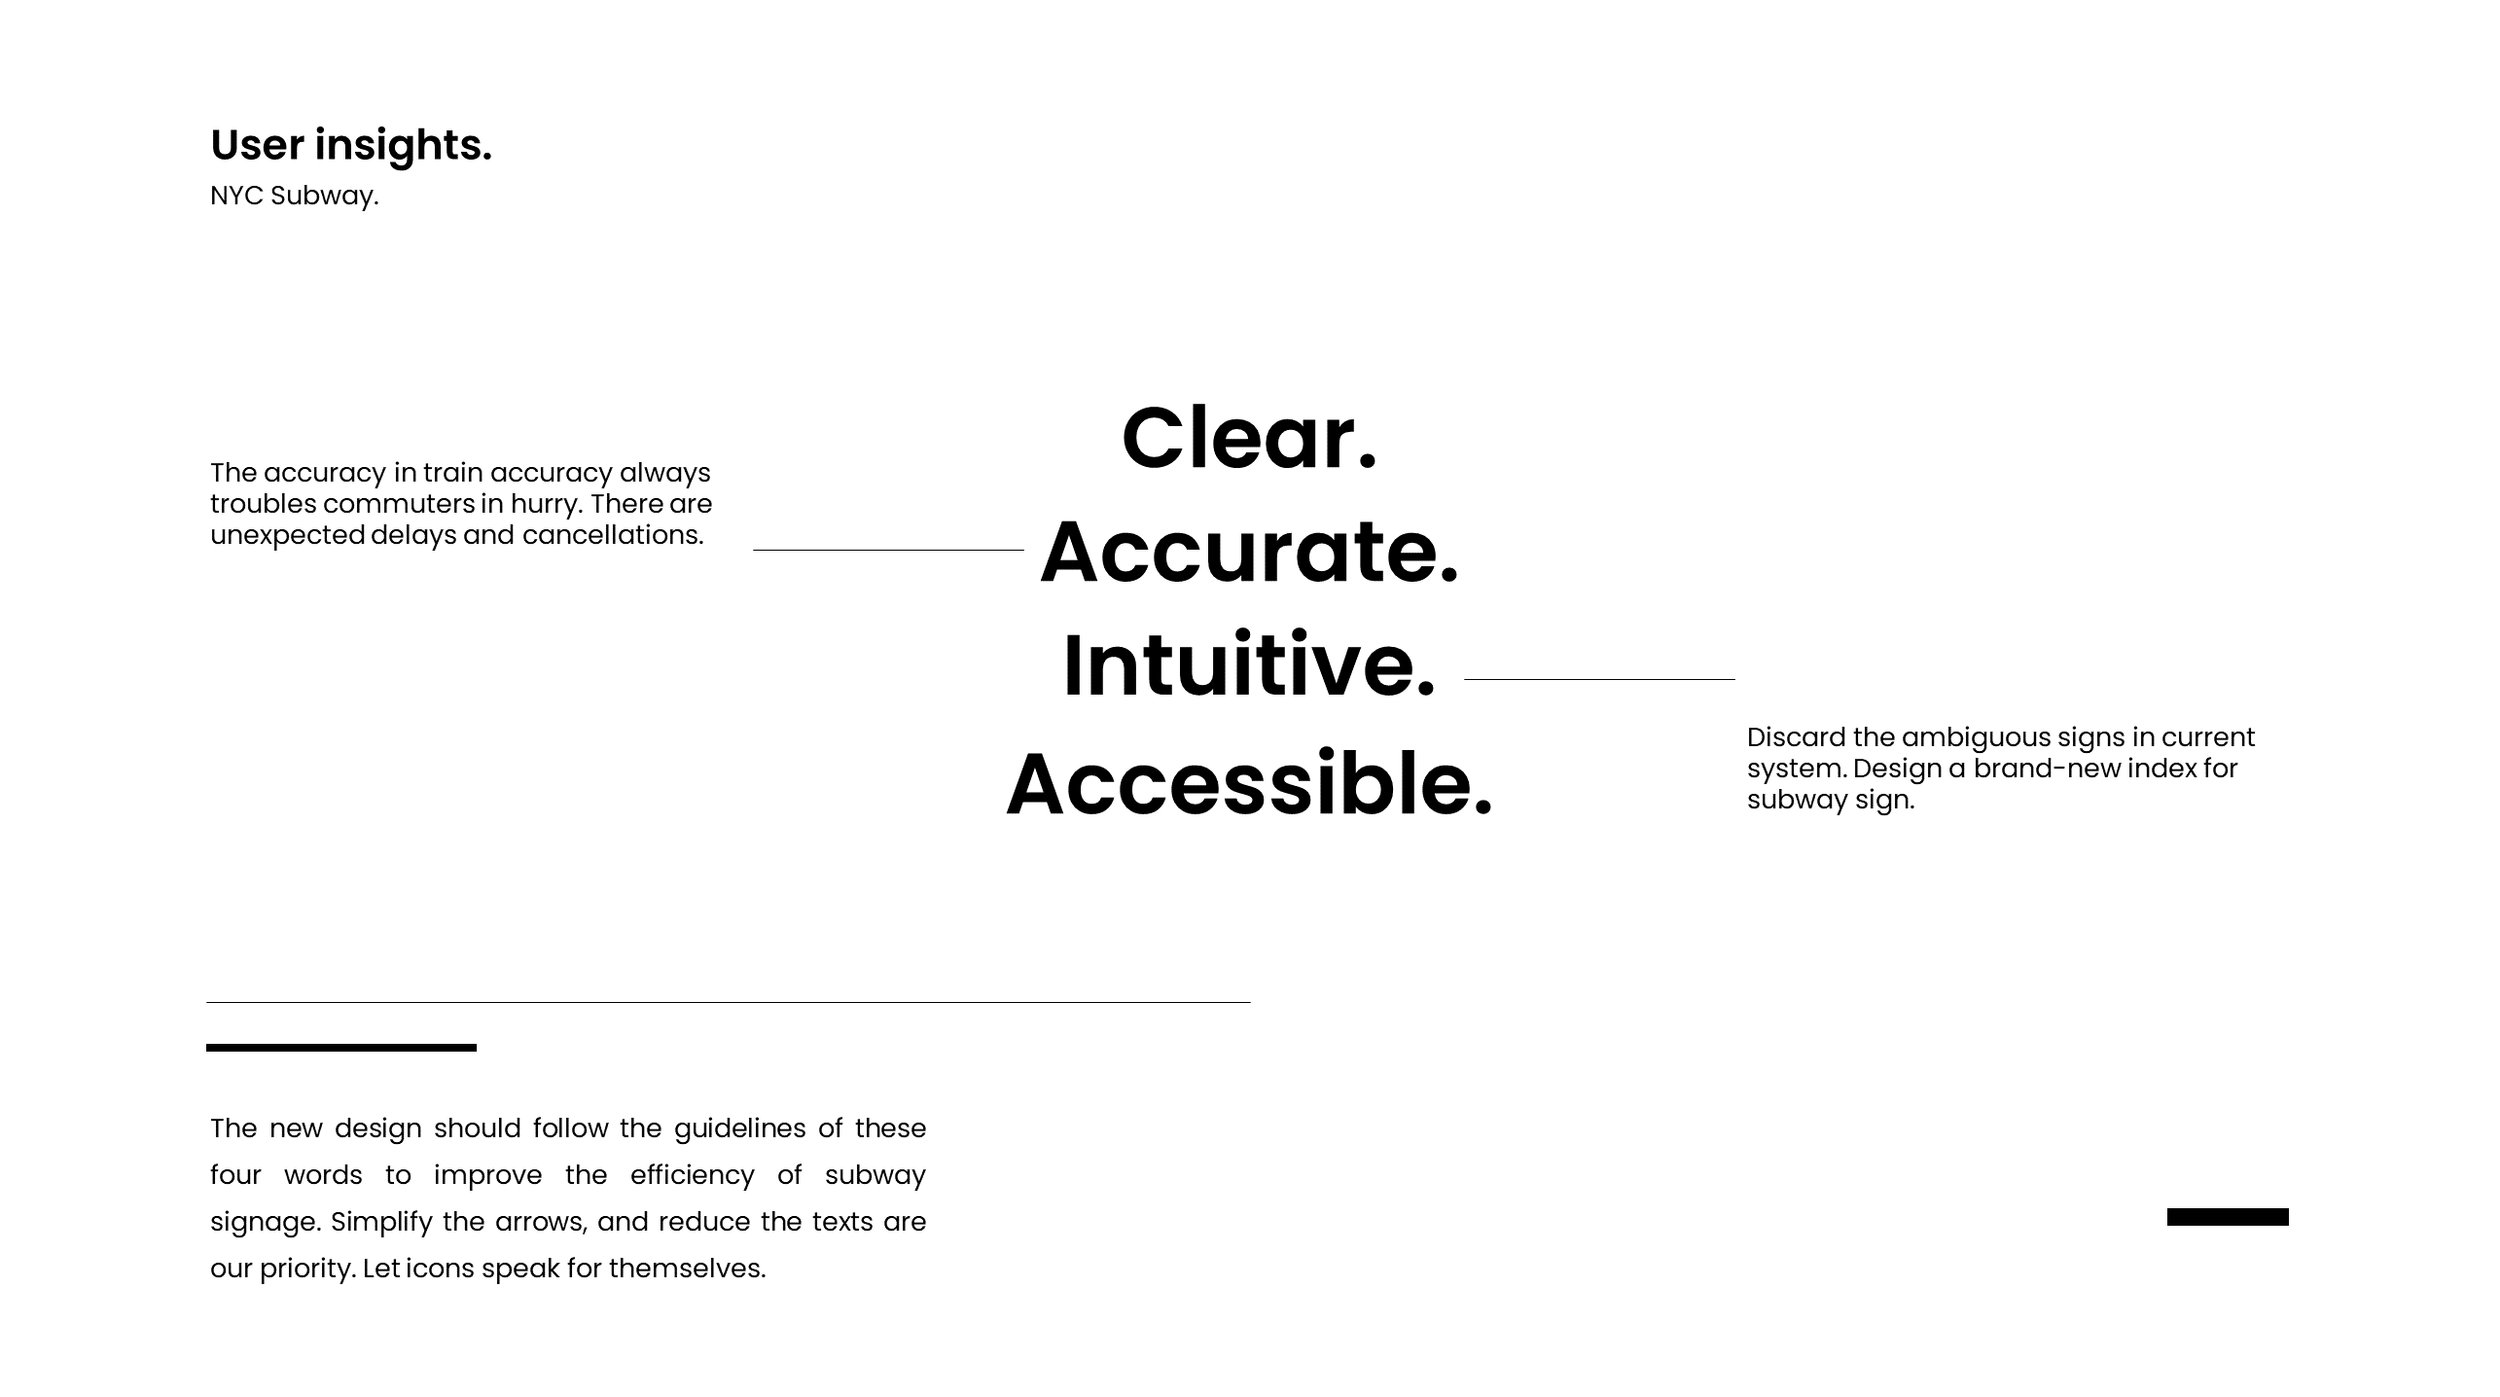 User insights.
NYC Subway.
Clear.
The accuracy in train accuracy always
troubles commuters in hurry. There are
unexpected delays and cancellations.
Accurate.
Intuitive.
Accessible.
Discard the ambiguous signs in current
system. Design a brand-new index for
subway sign.
The new design should follow the guidelines of these
four words to improve the efficiency of subway
signage. Simplify the arrows, and reduce the texts are
our priority. Let icons speak for themselves.